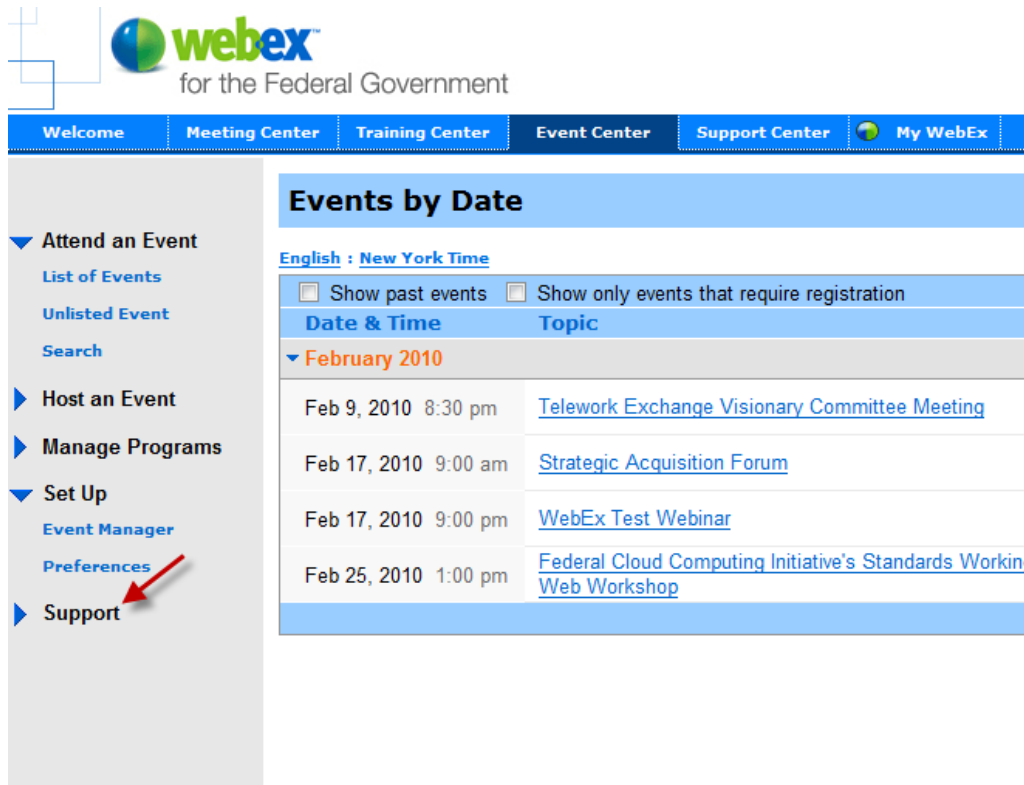 webex™
for the Federal Government
Welcome Meeting Center Training Center Event Center Support Center My WebEx
Events by Date
Attend an Event
English : New York Time
List of Events
Show past events Show only events that require registration
Unlisted Event
Date & Time Topic
Search
February 2010
Host an Event
Feb 9, 2010 8:30 pm Telework Exchange Visionary Committee Meeting
Manage Programs
Feb 17, 2010 9:00 am Strategic Acquisition Forum
Set Up
Feb 17, 2010 9:00 pm WebEx Test Webinar
Event Manager
Preferences
Feb 25, 2010 1:00 pm Federal Cloud Computing Initiative's Standards
Web Workshop
Support